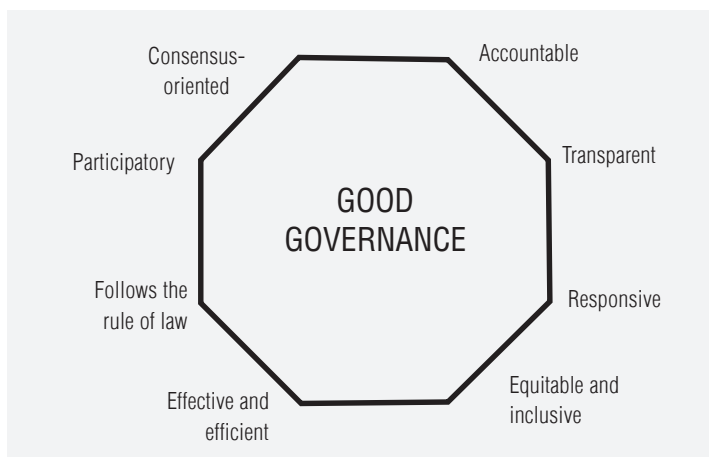 Consensus-
oriented
Accountable
Participatory
Transparent
GOOD
GOVERNANCE
Follows the
rule of law
Responsive
Effective and
efficient
Equitable and
inclusive